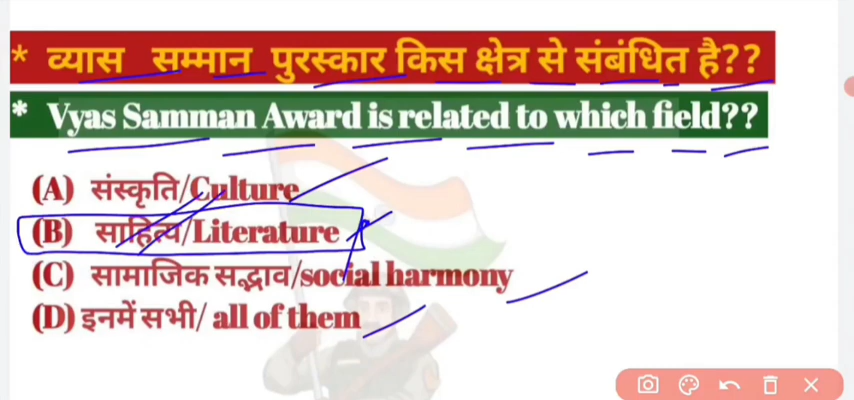 * व्यास सम्मान पुरस्कार किस क्षेत्र से संबंधित है??
* Vyas Samman Award is related to which field??
(A) संस्कृति/Culture
(B) साहित्य/Literature
(C) सामाजिक सद्भाव/social harmony
(D) इनमें सभी/ all of them